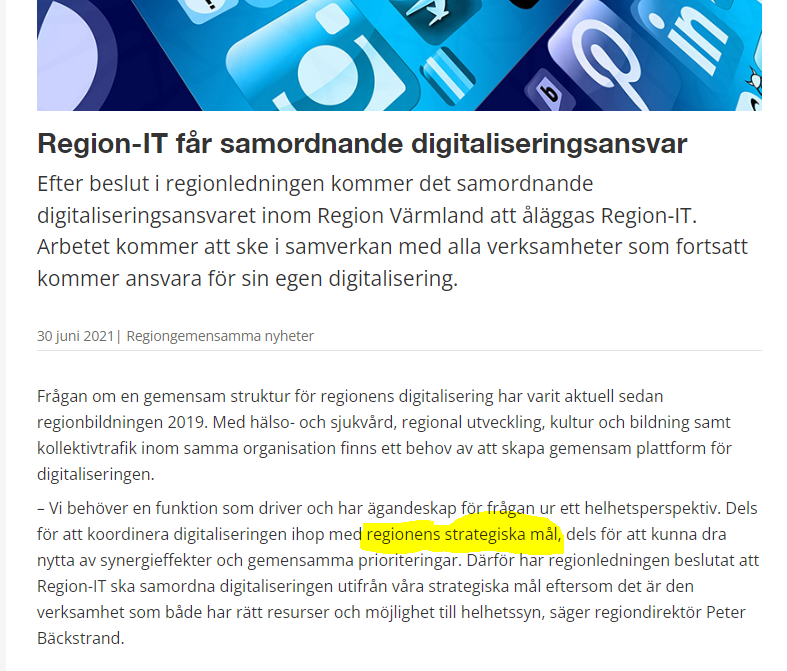 Region-IT får samordnande digitaliseringsansvar
Efter beslut i regionledningen kommer det samordnande
digitaliseringsansvaret inom Region Värmland att åläggas Region-IT.
Arbetet kommer att ske i samverkan med alla verksamheter som fortsatt
kommer ansvara för sin egen digitalisering.
30 juni 2021| Regiongemensamma nyheter
Frågan om en gemensam struktur för regionens digitalisering har varit aktuell sedan
regionbildningen 2019. Med hälso- och sjukvård, regional utveckling, kultur och bildning samt
kollektivtrafik inom samma organisation finns ett behov av att skapa gemensam plattform för
digitaliseringen.
– Vi behöver en funktion som driver och har ägandeskap för frågan ur ett helhetsperspektiv. Dels
för att koordinera digitaliseringen ihop med regionens strategiska mål, dels för att kunna dra
nytta av synergieffekter och gemensamma prioriteringar. Därför har regionledningen beslutat att
Region-IT ska samordna digitaliseringen utifrån våra strategiska mål eftersom det är den
verksamhet som både har rätt resurser och möjlighet till helhetssyn, säger regiondirektör Peter
Bäckstrand.